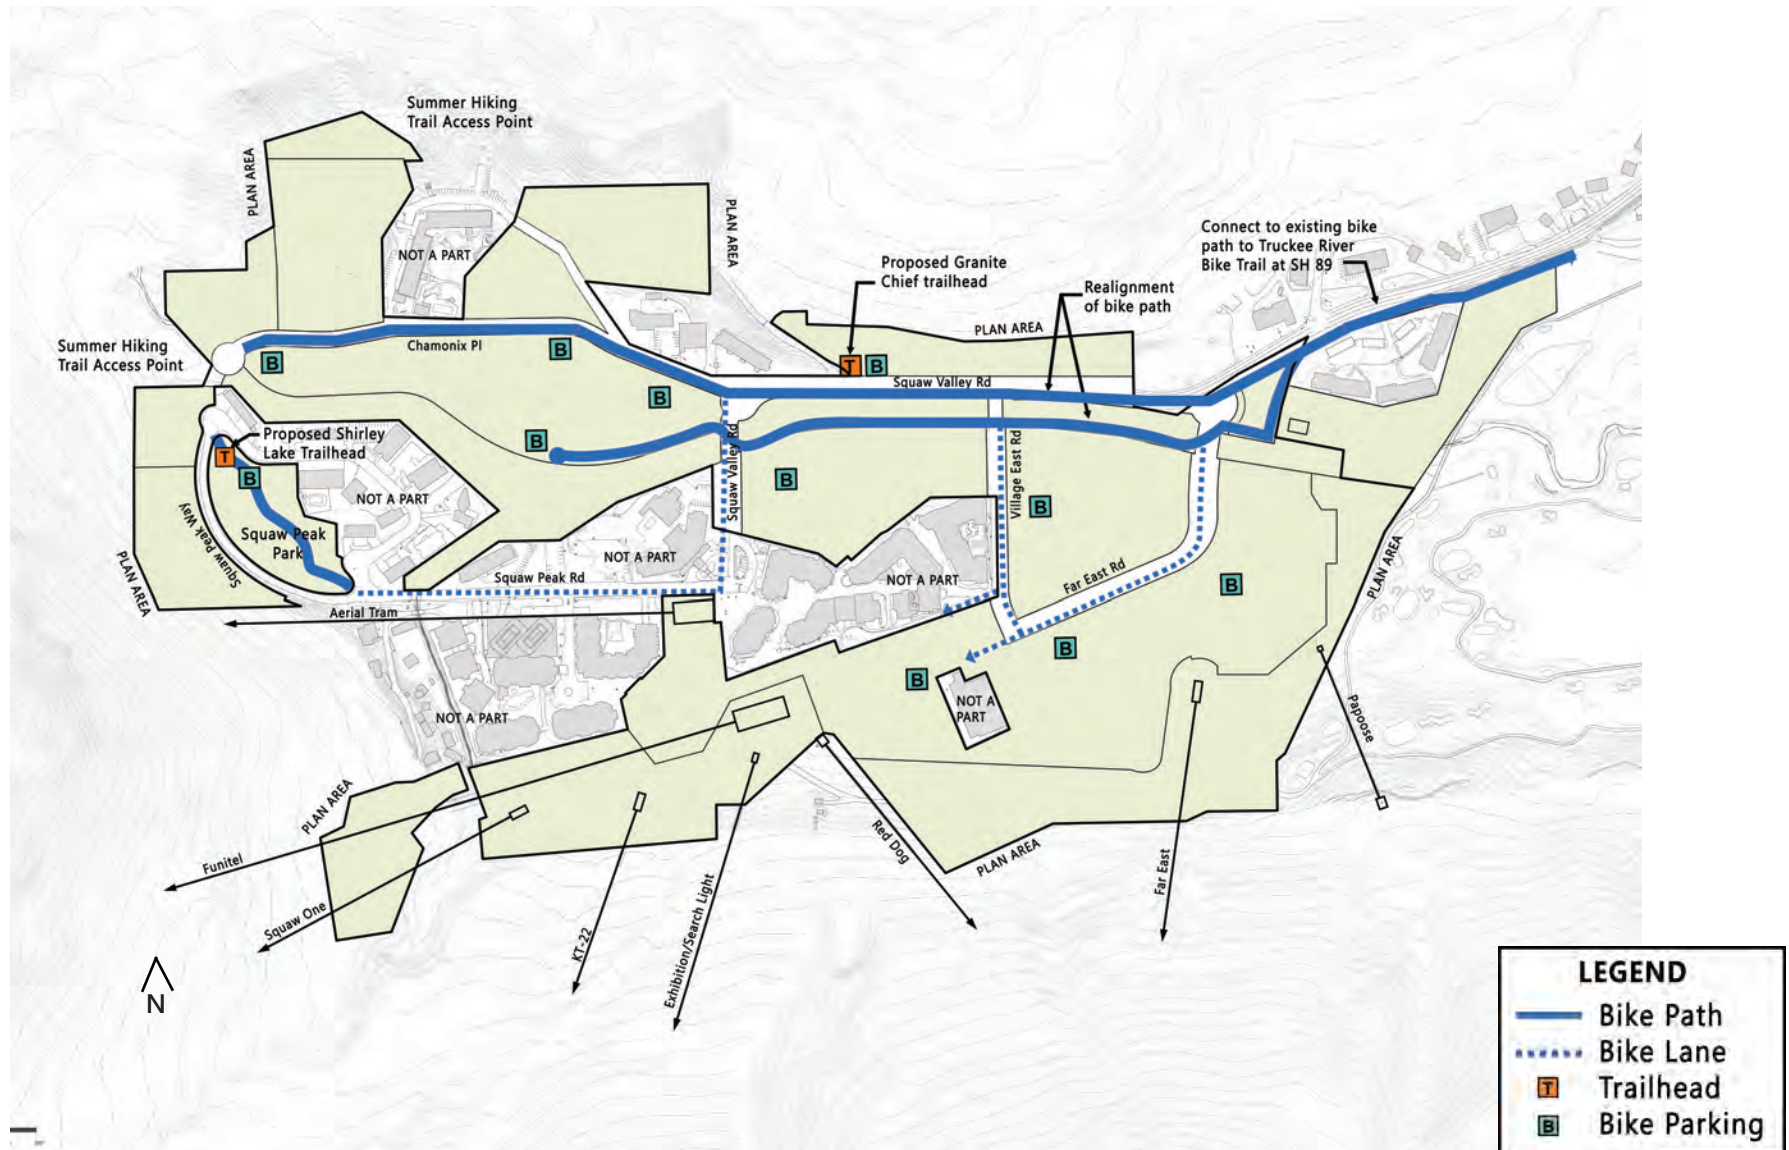 Summer Hiking
Trail Access Point
PLAN AREA
PLAN AREA
NOT A PART
Connect to existing bike
path to Truckee River
Bike Trail at SH 89
Proposed Granite
Chief trailhead
Realignment
of bike path
PLAN AREA
Summer Hiking
Trail Access Point
Chamonix Pl
B
B
T
B
Squaw Valley Rd
B
Proposed Shirley
Lake Trailhead
B
T
B
Squaw Valley Rd
Village East Rd
B
B
NOT A PART
Squaw Peak
Park
Squaw Peak Way
PLAN AREA
NOT A PART
Squaw Peak Rd
NOT A PART
Far East Rd
B
PLAN AREA
Aerial Tram
B
B
NOT A
PART
NOT A PART
Papoose
PLAN AREA
Funitel
Squaw One
KT-22
Exhibition/Search Light
Red Dog
PLAN AREA
Far East
N
LEGEND
Bike Path
Bike Lane
T Trailhead
B Bike Parking